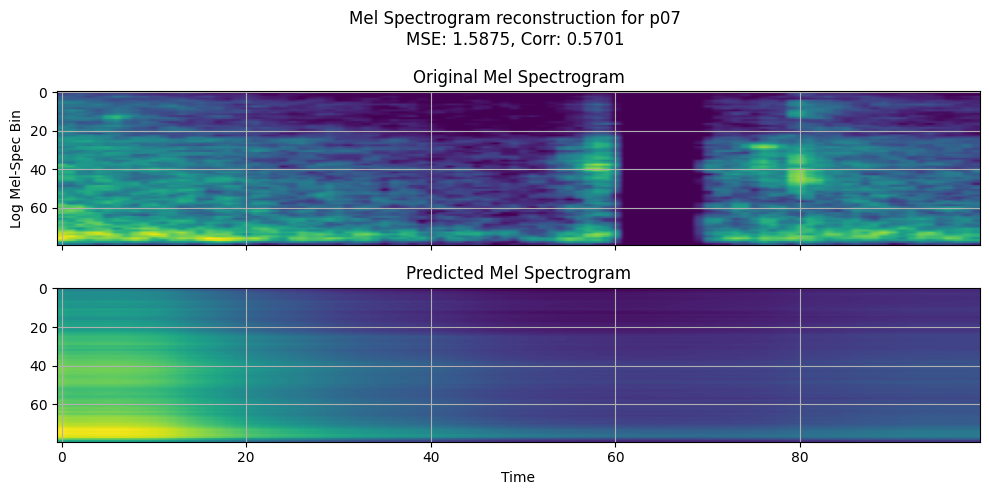 Mel Spectrogram reconstruction for p07
MSE: 1.5875, Corr: 0.5701
Original Mel Spectrogram
0
20
40
60
Log Mel-Spec Bin
Predicted Mel Spectrogram
0
20
40
60
0 20 40 60 80
Time